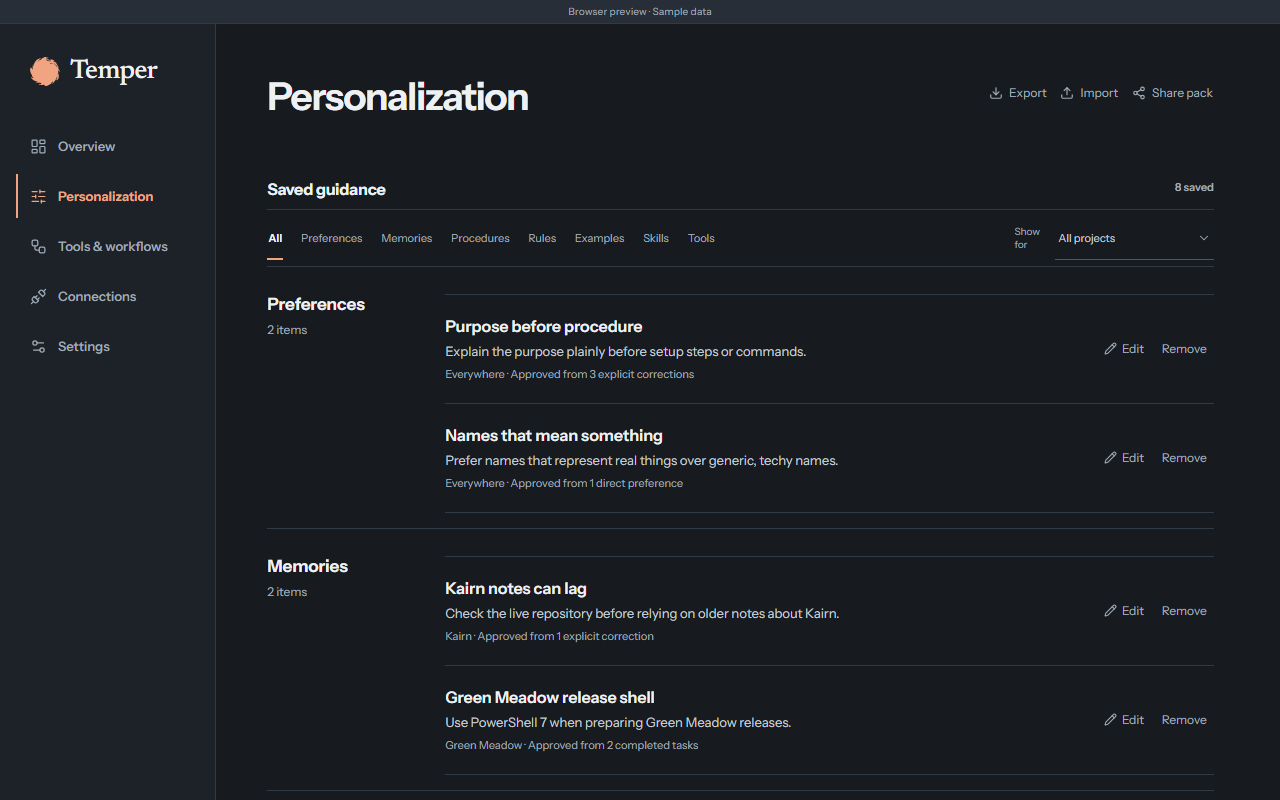 Browser preview · Sample data
Temper
Overview
Personalization
Tools & workflows
Connections
Settings
Personalization
Export
Import
Share pack
Saved guidance
8 saved
All
Preferences
Memories
Procedures
Rules
Examples
Skills
Tools
Show
for
All projects
Preferences
2 items
Purpose before procedure
Explain the purpose plainly before setup steps or commands.
Everywhere · Approved from 3 explicit corrections
Edit
Remove
Names that mean something
Prefer names that represent real things over generic, techy names.
Everywhere · Approved from 1 direct preference
Edit
Remove
Memories
2 items
Kairn notes can lag
Check the live repository before relying on older notes about Kairn.
Kairn · Approved from 1 explicit correction
Edit
Remove
Green Meadow release shell
Use PowerShell 7 when preparing Green Meadow releases.
Green Meadow · Approved from 2 completed tasks
Edit
Remove